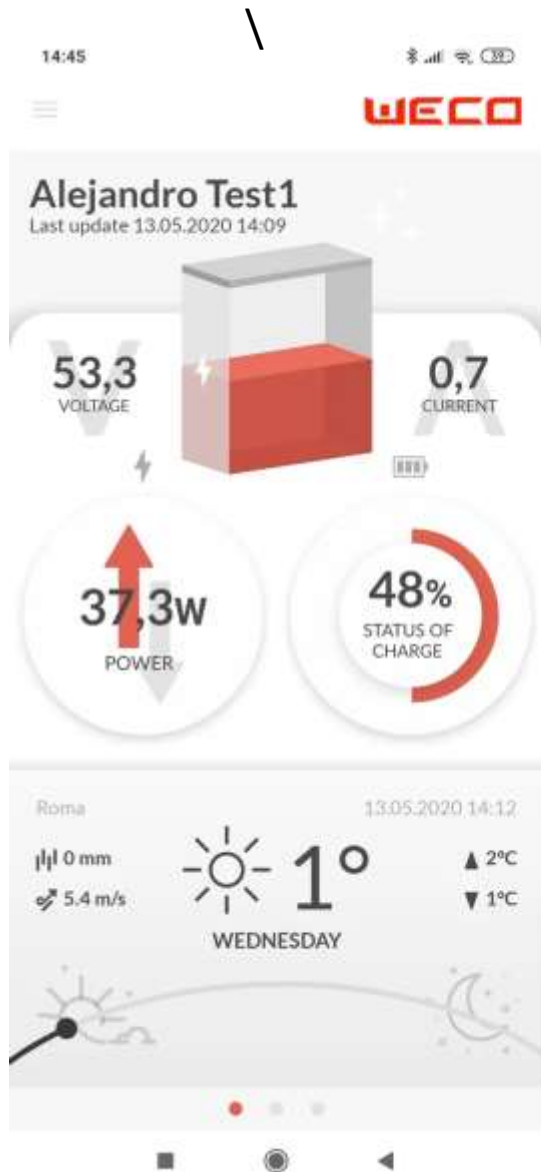 \
14:45
39
WECO
Alejandro Test1
Last update 13.05.2020 14:09
V
53,3
VOLTAGE
A
0,7
CURRENT
37,3W
POWER
48%
STATUS OF
CHARGE
Roma
13.05.2020 14:12
0 mm
1°
2°C
5.4 m/s
1°C
WEDNESDAY